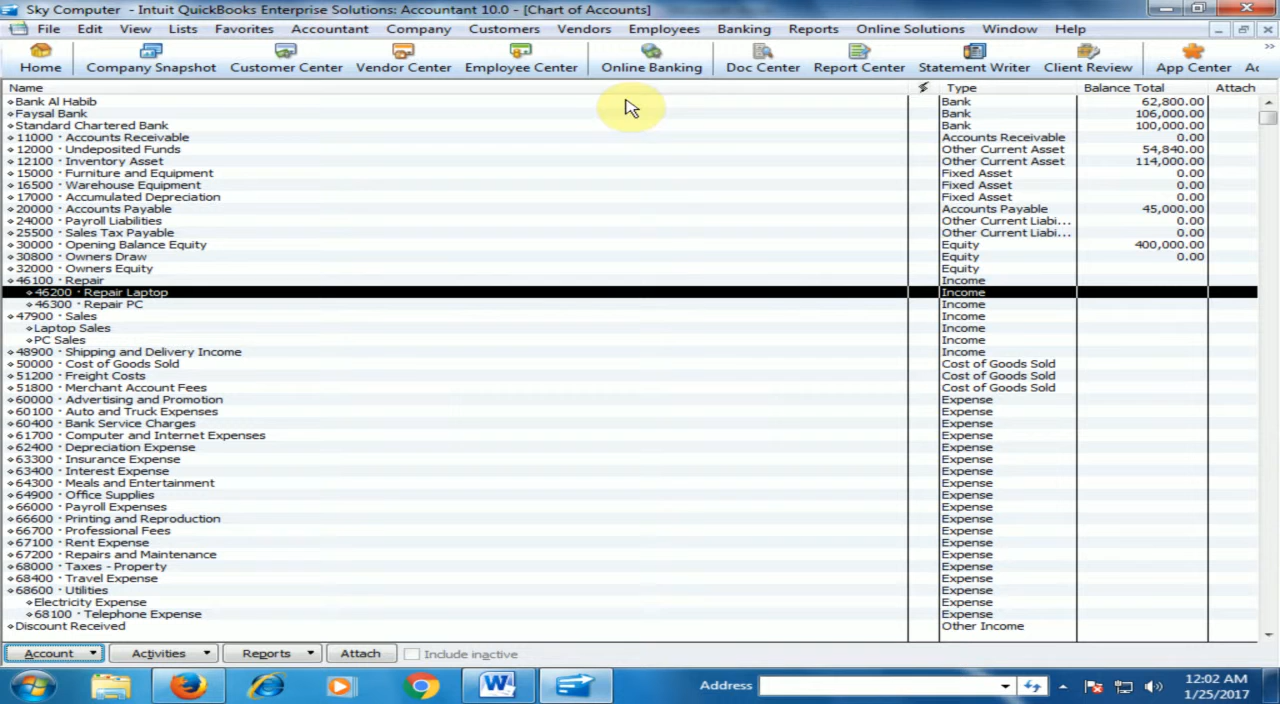 Sky Computer - Intuit QuickBooks Enterprise Solutions: Accountant 10.0 - [Chart of Accounts]
File Edit View Lists Favorites Accountant Company Customers Vendors Employees Banking Reports Online Solutions Window Help
Home Company Snapshot Customer Center Vendor Center Employee Center Online Banking Doc Center Report Center Statement Writer Client Review App Center Ac
Name Type Balance Total Attach
Bank Al Habib Bank 62,800.00
Faysal Bank Bank 106,000.00
Standard Chartered Bank Bank 100,000.00
11000 · Accounts Receivable Accounts Receivable 0.00
12000 · Undeposited Funds Other Current Asset 54,840.00
12100 · Inventory Asset Other Current Asset 114,000.00
15000 · Furniture and Equipment Fixed Asset 0.00
16500 · Warehouse Equipment Fixed Asset 0.00
17000 · Accumulated Depreciation Fixed Asset 0.00
20000 · Accounts Payable Accounts Payable 45,000.00
24000 · Payroll Liabilities Other Current Liabi... 0.00
25500 · Sales Tax Payable Other Current Liabi... 0.00
30000 · Opening Balance Equity Equity 400,000.00
30800 · Owners Draw Equity 0.00
32000 · Owners Equity Equity
46100 · Repair Income
46200 · Repair Laptop Income
46300 · Repair PC Income
47900 · Sales Income
Laptop Sales Income
PC Sales Income
48900 · Shipping and Delivery Income Income
50000 · Cost of Goods Sold Cost of Goods Sold
51200 · Freight Costs Cost of Goods Sold
51800 · Merchant Account Fees Cost of Goods Sold
60000 · Advertising and Promotion Expense
60100 · Auto and Truck Expenses Expense
60400 · Bank Service Charges Expense
61700 · Computer and Internet Expenses Expense
62400 · Depreciation Expense Expense
63300 · Insurance Expense Expense
63400 · Interest Expense Expense
64300 · Meals and Entertainment Expense
64900 · Office Supplies Expense
66000 · Payroll Expenses Expense
66600 · Printing and Reproduction Expense
66700 · Professional Fees Expense
67100 · Rent Expense Expense
67200 · Repairs and Maintenance Expense
68000 · Taxes - Property Expense
68400 · Travel Expense Expense
68600 · Utilities Expense
Electricity Expense Expense
68100 · Telephone Expense Expense
Discount Received Other Income
Account Activities Reports Attach Include inactive
Address 12:02 AM
1/25/2017